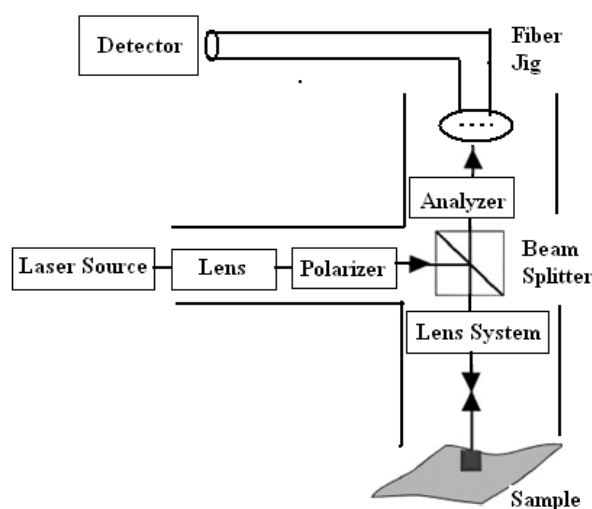 Detector
Fiber
Jig
Analyzer
Laser Source
Lens
Polarizer
Beam
Splitter
Lens System
Sample